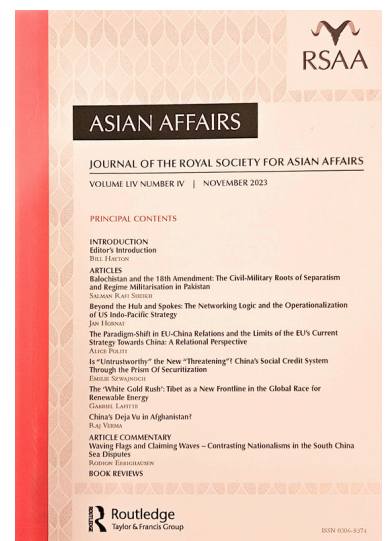 RSAA
ASIAN AFFAIRS
JOURNAL OF THE ROYAL SOCIETY FOR ASIAN AFFAIRS
VOLUME LIV NUMBER IV | NOVEMBER 2023
PRINCIPAL CONTENTS
INTRODUCTION
Editor's Introduction
BILL HAYTON
ARTICLES
Balochistan and the 18th Amendment: The Civil-Military Roots of Separatism
and Regime Militarisation in Pakistan
SALMAN RAFI SHEIKH
Beyond the Hub and Spokes: The Networking Logic and the Operationalization
of US Indo-Pacific Strategy
JAN HORNAT
The Paradigm-Shift in EU-China Relations and the Limits of the EU's Current
Strategy Towards China: A Relational Perspective
ALICE POLITI
Is "Untrustworthy" the New "Threatening"? China's Social Credit System
Through the Prism Of Securitization
EMILIE SZWAJNOCH
The 'White Gold Rush': Tibet as a New Frontline in the Global Race for
Renewable Energy
GABRIEL LAFITTE
China's Deja Vu in Afghanistan?
RAJ VERMA
ARTICLE COMMENTARY
Waving Flags and Claiming Waves – Contrasting Nationalisms in the South China
Sea Disputes
RODION EBBIGHAUSEN
BOOK REVIEWS
ROUTLEDGE
Routledge
Taylor & Francis Group
ISSN 0306-8374